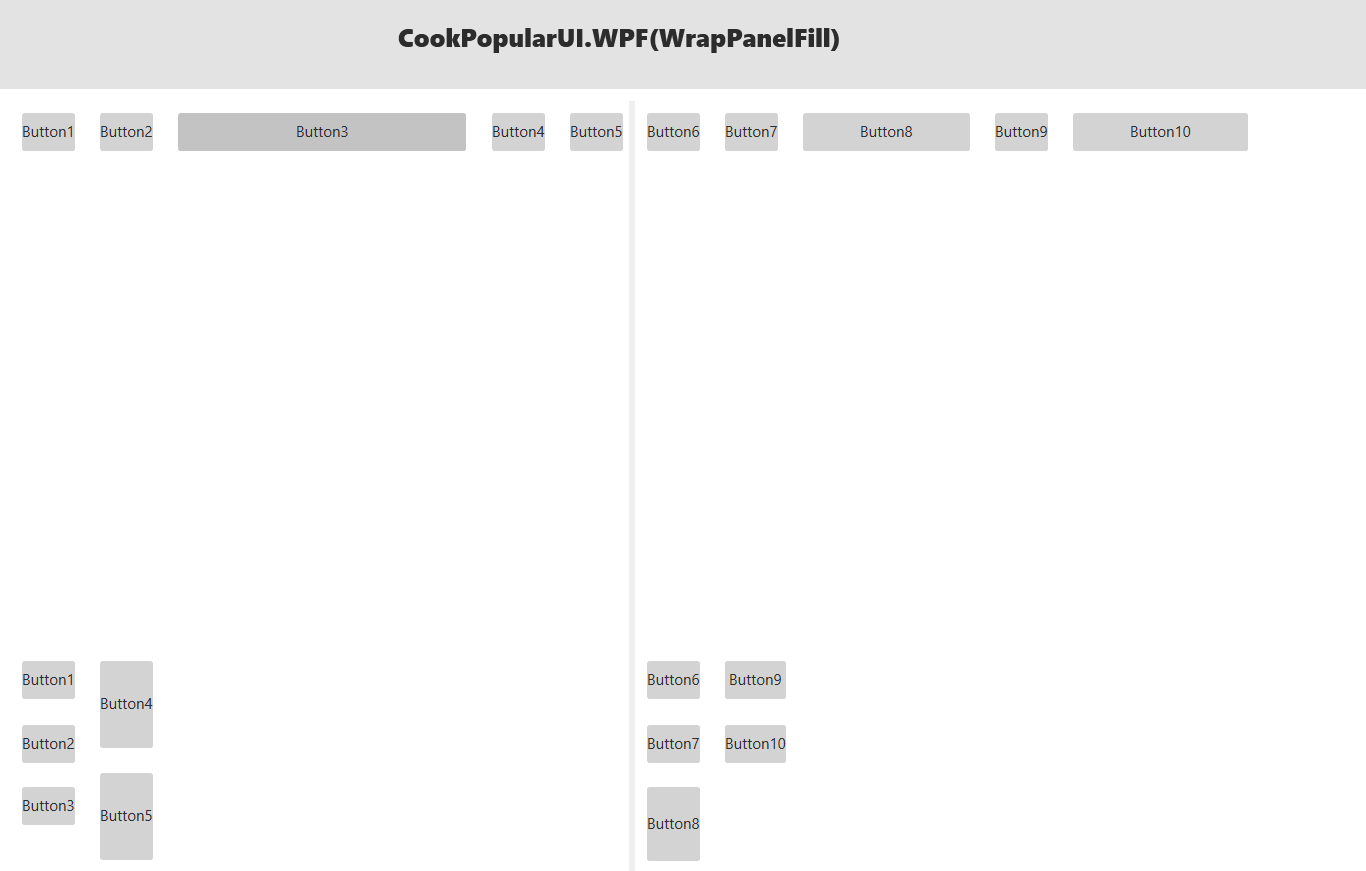 CookPopularUI.WPF(WrapPanelFill)
Button1 Button2 Button3 Button4 Button5 Button6 Button7 Button8 Button9 Button10
Button1
Button4
Button2
Button3
Button5
Button6 Button9
Button7 Button10
Button8